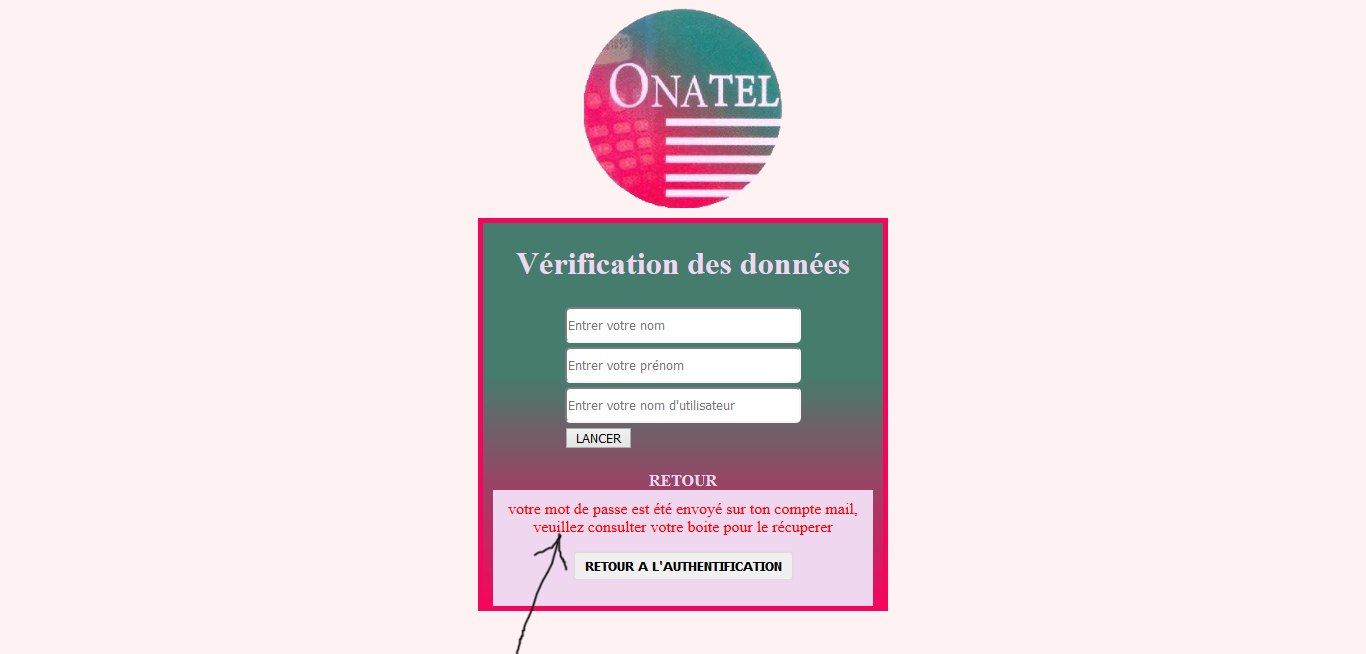 ONATEL
Vérification des données
Entrer votre nom
Entrer votre prénom
Entrer votre nom d'utilisateur
LANCER
RETOUR
votre mot de passe est été envoyé sur ton compte mail,
veuillez consulter votre boite pour le récuperer
RETOUR A L'AUTHENTIFICATION